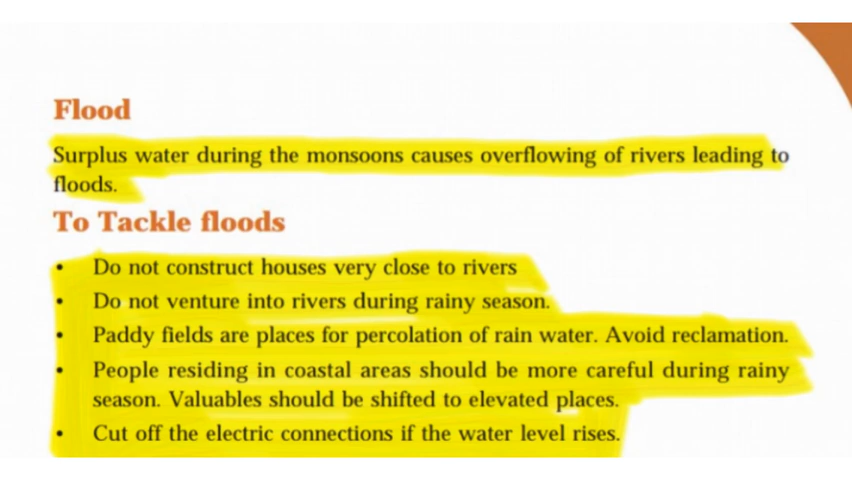 Flood
Surplus water during the monsoons causes overflowing of rivers leading to
floods.
To Tackle floods
• Do not construct houses very close to rivers
• Do not venture into rivers during rainy season.
• Paddy fields are places for percolation of rain water. Avoid reclamation.
• People residing in coastal areas should be more careful during rainy
season. Valuables should be shifted to elevated places.
• Cut off the electric connections if the water level rises.